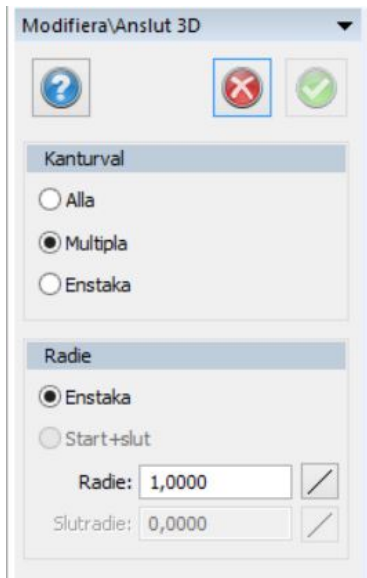 Modifiera\Anslut 3D
Kanturval
Alla
Multipla
Enstaka
Radie
Enstaka
Start+slut
Radie: 1,0000
Slutradie: 0,0000